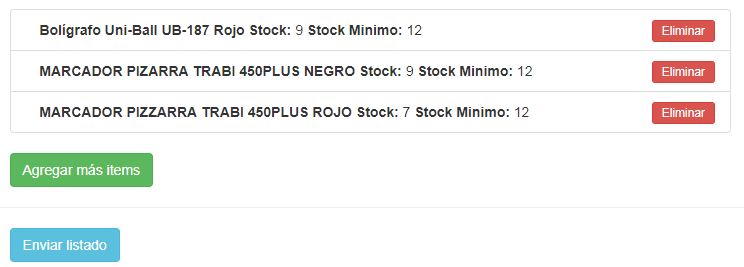 Bolígrafo Uni-Ball UB-187 Rojo Stock: 9 Stock Minimo: 12 Eliminar
MARCADOR PIZARRA TRABI 450PLUS NEGRO Stock: 9 Stock Minimo: 12 Eliminar
MARCADOR PIZZARRA TRABI 450PLUS ROJO Stock: 7 Stock Minimo: 12 Eliminar
Agregar más items
Enviar listado